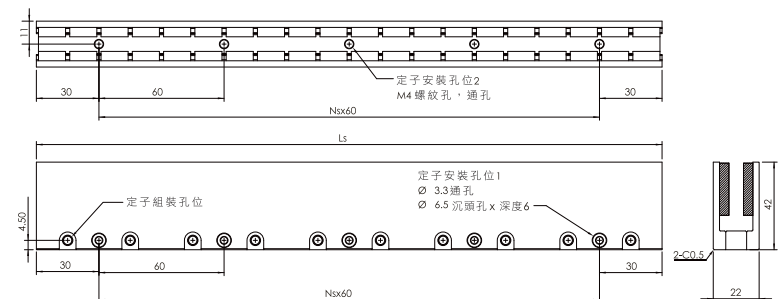 11
30
60
定子安裝孔位2
M4 螺紋孔，通孔
30
Nsx60
Ls
定子組裝孔位
定子安裝孔位1
Ø 3.3通孔
Ø 6.5 沉頭孔 x 深度6
4.50
42
30
60
30
2-C0.5
Nsx60
22